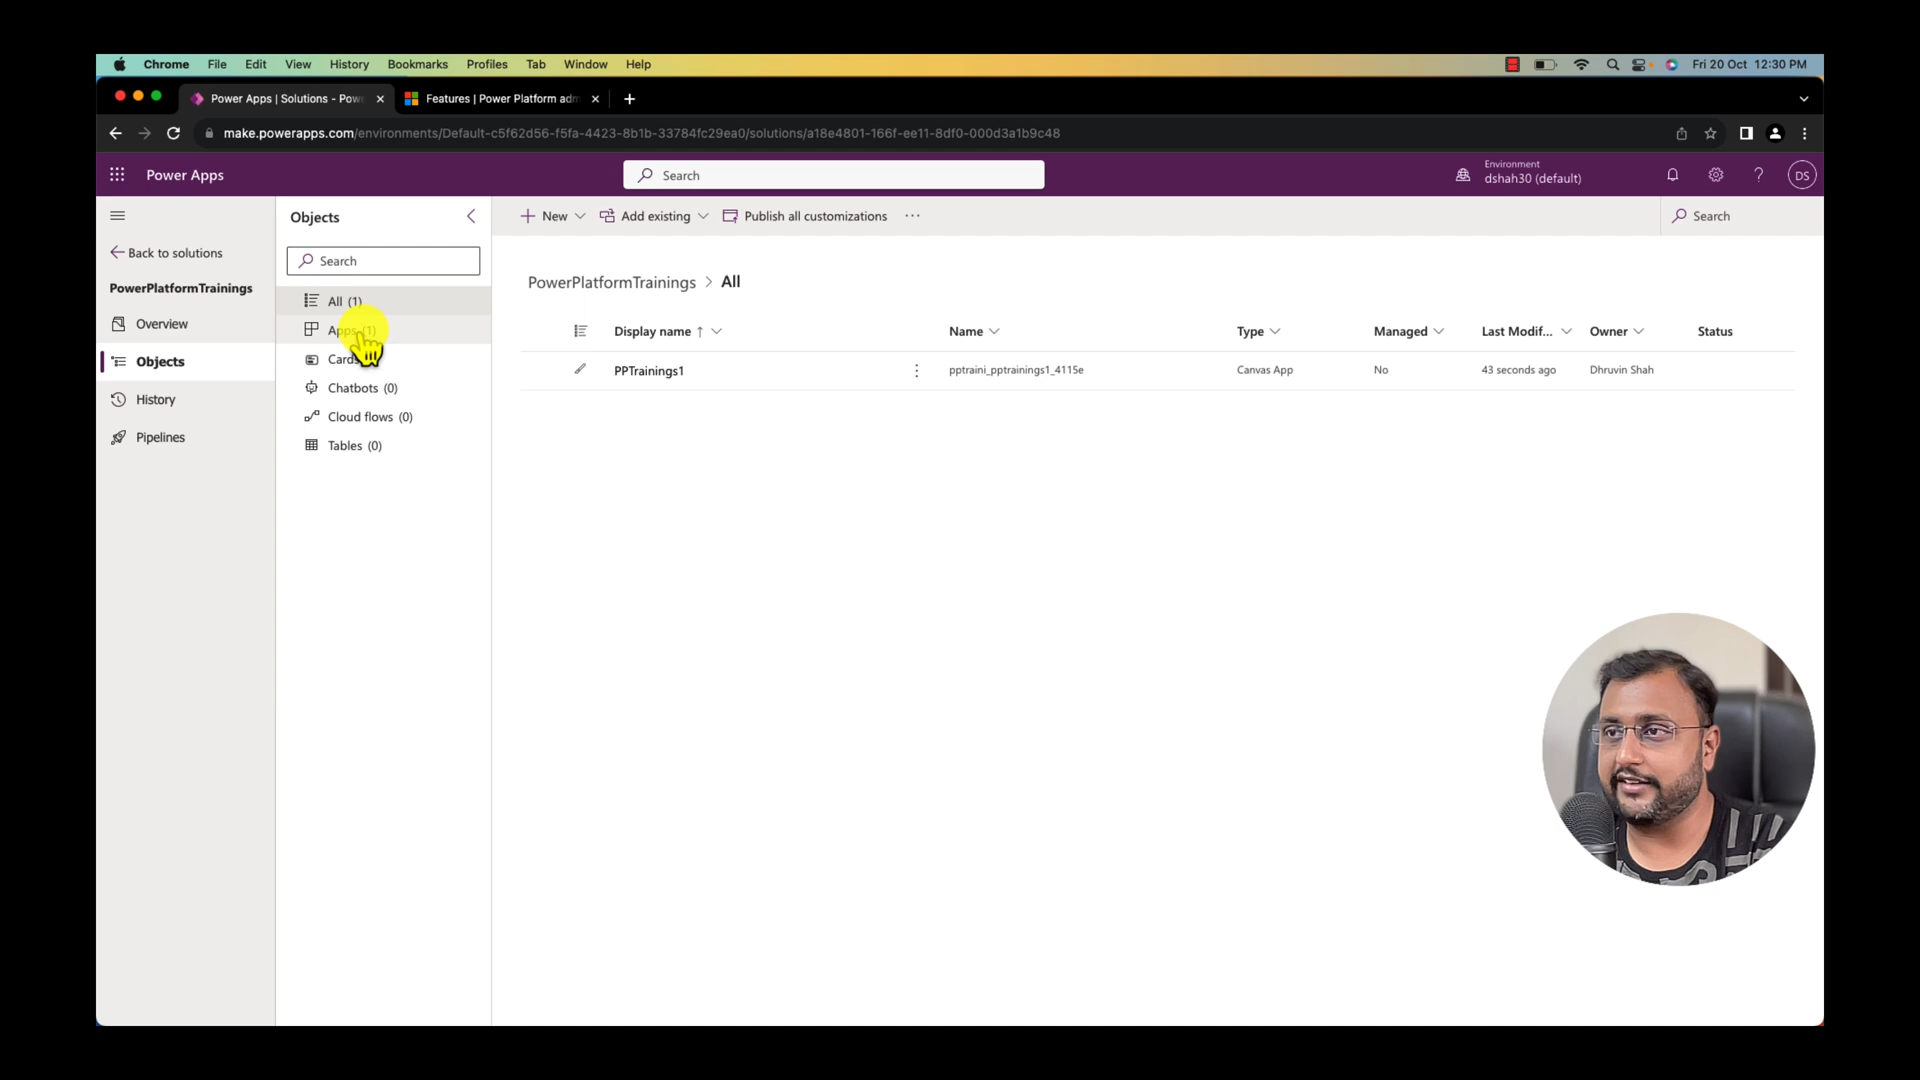 Chrome File Edit View History Bookmarks Profiles Tab Window Help Fri 20 Oct 12:30 PM
Power Apps | Solutions - Powe Features | Power Platform adm
make.powerapps.com/environments/Default-c5f62d56-f5fa-4423-8b1b-33784fc29ea0/solutions/a18e4801-166f-ee11-8df0-000d3a1b9c48
Power Apps Search Environment
dshah30 (default) ? DS
Objects + New Add existing Publish all customizations ... Search
Back to solutions
Search
PowerPlatformTrainings
Overview
Objects
History
Pipelines
All (1)
Apps (1)
Cards
Chatbots (0)
Cloud flows (0)
Tables (0)
PowerPlatformTrainings > All
Display name ↑ Name Type Managed Last Modif... Owner Status
PPTrainings1 pptraini_pptrainings1_4115e Canvas App No 43 seconds ago Dhruvin Shah